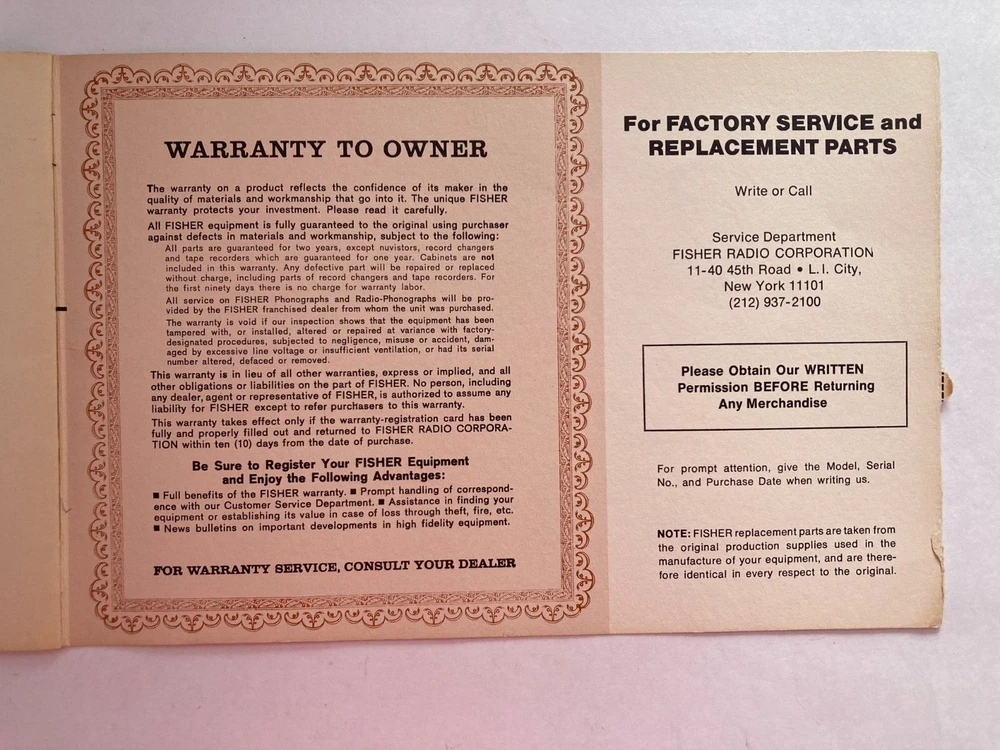 WARRANTY TO OWNER
The warranty on a product reflects the confidence of its maker in the
quality of materials and workmanship that go into it. The unique FISHER
warranty protects your investment. Please read it carefully.
All FISHER equipment is fully guaranteed to the original using purchaser
against defects in materials and workmanship, subject to the following:
All parts are guaranteed for two years, except nuvistors, record changers
and tape recorders which are guaranteed for one year. Cabinets are not
included in this warranty. Any defective part will be repaired or replaced
without charge, including parts of record changers and tape recorders. For
the first ninety days there is no charge for warranty labor.
All service on FISHER Phonographs and Radio-Phonographs will be pro-
vided by the FISHER franchised dealer from whom the unit was purchased.
The warranty is void if our inspection shows that the equipment has been
tampered with, or installed, altered or repaired at variance with factory-
designated procedures, subjected to negligence, misuse or accident, dam-
aged by excessive line voltage or insufficient ventilation, or had its serial
number altered, defaced or removed.
This warranty is in lieu of all other warranties, express or implied, and all
other obligations or liabilities on the part of FISHER. No person, including
any dealer, agent or representative of FISHER, is authorized to assume any
liability for FISHER except to refer purchasers to this warranty.
This warranty takes effect only if the warranty-registration card has been
fully and properly filled out and returned to FISHER RADIO CORPORA-
TION within ten (10) days from the date of purchase.
Be Sure to Register Your FISHER Equipment
and Enjoy the Following Advantages:
■ Full benefits of the FISHER warranty. ■ Prompt handling of correspond-
ence with our Customer Service Department. ■ Assistance in finding your
equipment or establishing its value in case of loss through theft, fire, etc.
■ News bulletins on important developments in high fidelity equipment.
FOR WARRANTY SERVICE, CONSULT YOUR DEALER
For FACTORY SERVICE and
REPLACEMENT PARTS
Write or Call
Service Department
FISHER RADIO CORPORATION
11-40 45th Road • L.I. City,
New York 11101
(212) 937-2100
Please Obtain Our WRITTEN
Permission BEFORE Returning
Any Merchandise
For prompt attention, give the Model, Serial
No., and Purchase Date when writing us.
NOTE: FISHER replacement parts are taken from
the original production supplies used in the
manufacture of your equipment, and are there-
fore identical in every respect to the original.